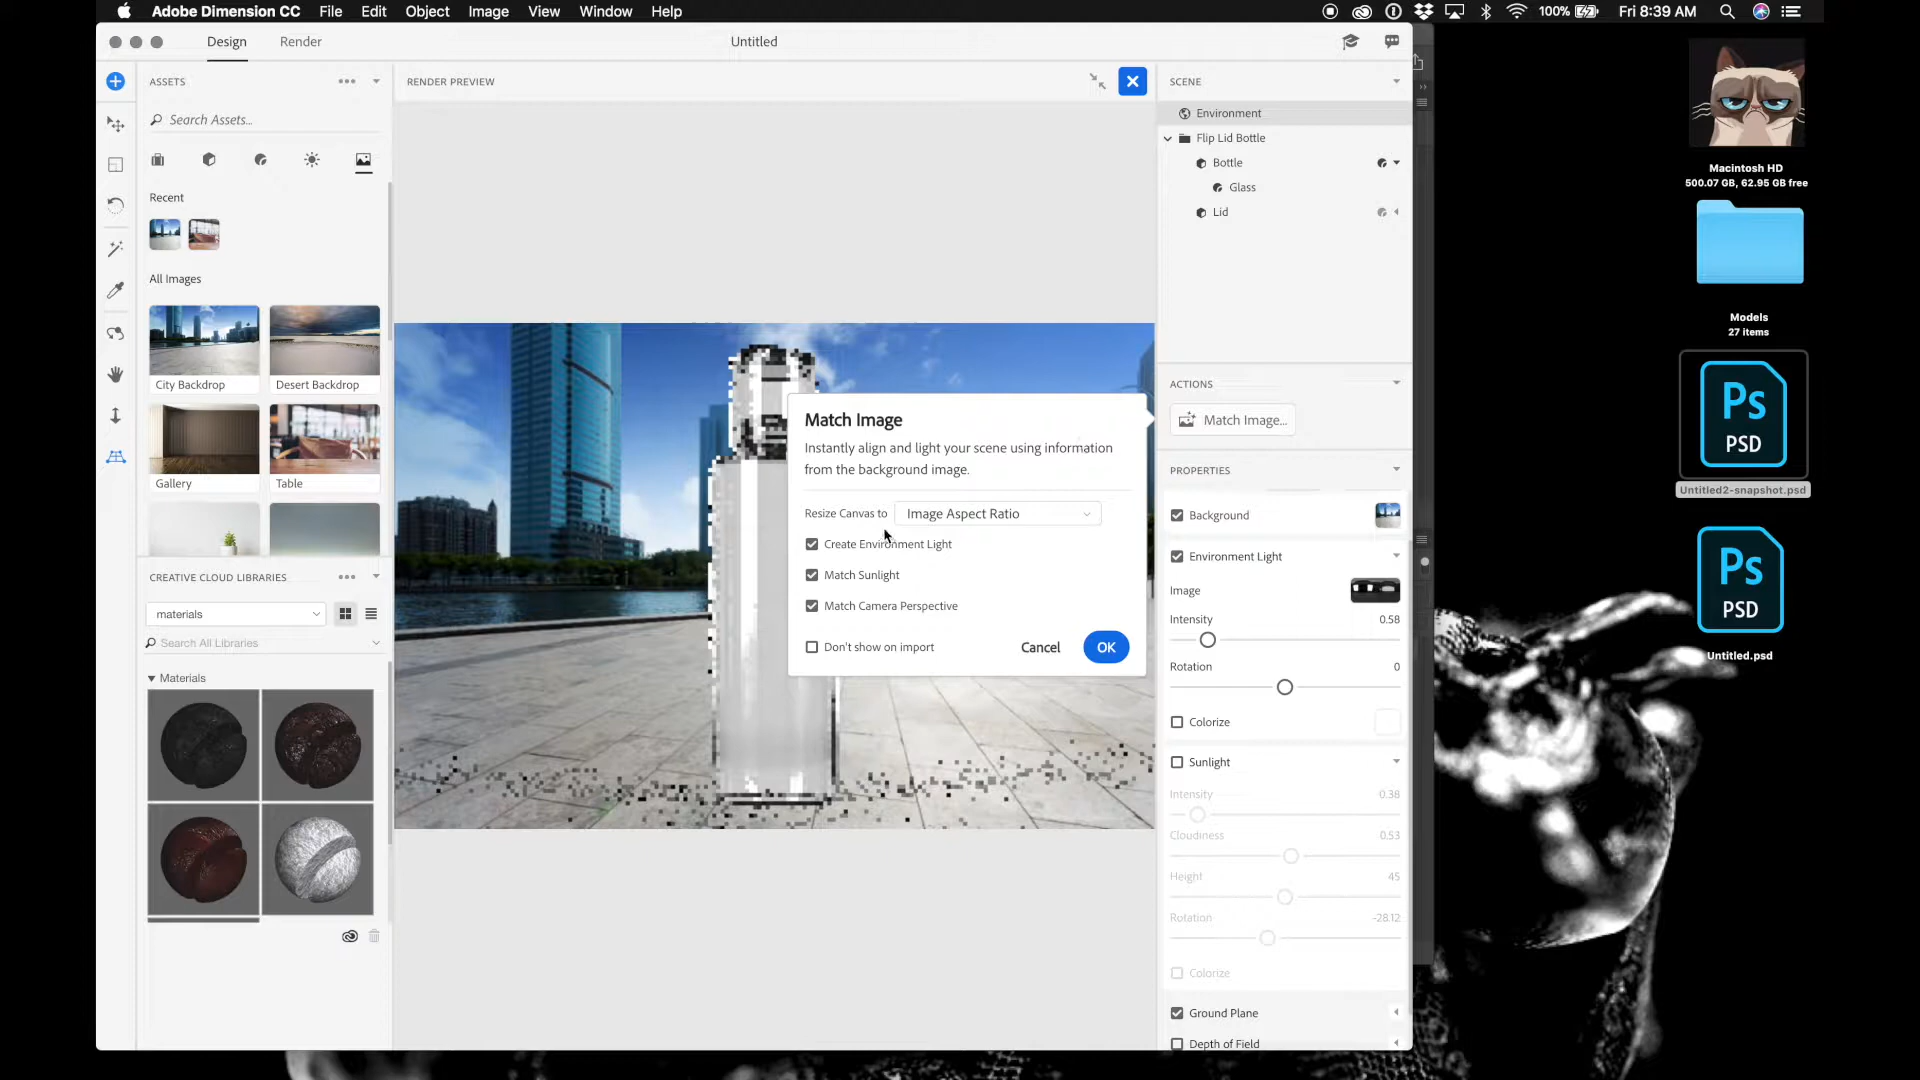 Adobe Dimension CC File Edit Object Image View Window Help 100% Fri 8:39 AM
Design Render Untitled
ASSETS
Search Assets...
Recent
All Images
City Backdrop Desert Backdrop
Gallery Table
CREATIVE CLOUD LIBRARIES
materials
Search All Libraries
Materials
RENDER PREVIEW
Match Image
Instantly align and light your scene using information
from the background image.
Resize Canvas to Image Aspect Ratio
Create Environment Light
Match Sunlight
Match Camera Perspective
Don't show on import Cancel OK
SCENE
Environment
Flip Lid Bottle
Bottle
Glass
Lid
ACTIONS
Match Image...
PROPERTIES
Background
Environment Light
Image
Intensity 0.58
Rotation 0
Colorize
Sunlight
Intensity 0.38
Cloudiness 0.53
Height 45
Rotation -28.12
Colorize
Ground Plane
Depth of Field
Macintosh HD
500.07 GB, 62.95 GB free
Models
27 items
Ps
PSD
Untitled2-snapshot.psd
Ps
PSD
Untitled.psd